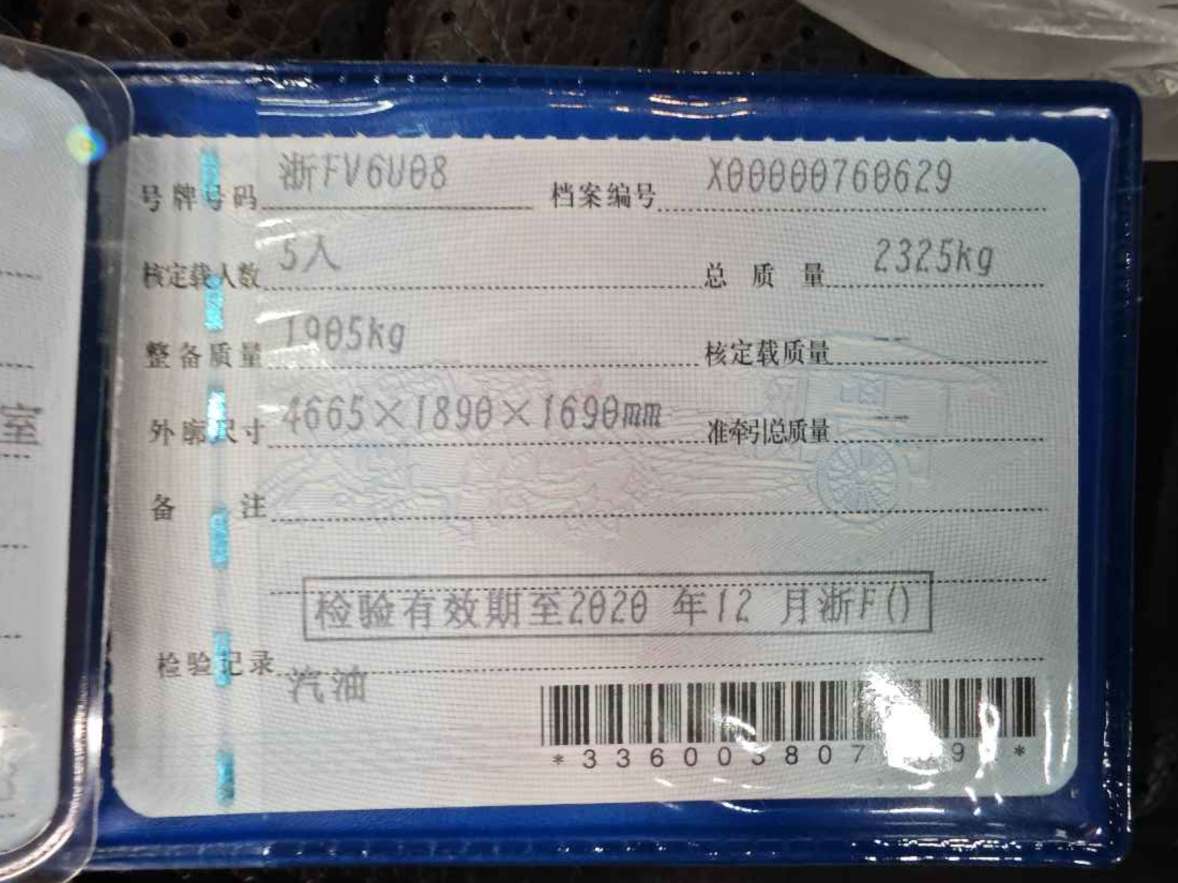 号牌号码 浙FV6U08 档案编号 X00000760629
核定载人数 5人 总质量 2325kg
整备质量 1905kg 核定载质量 --
外廓尺寸 4665×1890×1690mm 准牵引总质量 --
备注
检验有效期至2020 年12 月浙F()
检验记录
汽油
*336003807 9 *
室